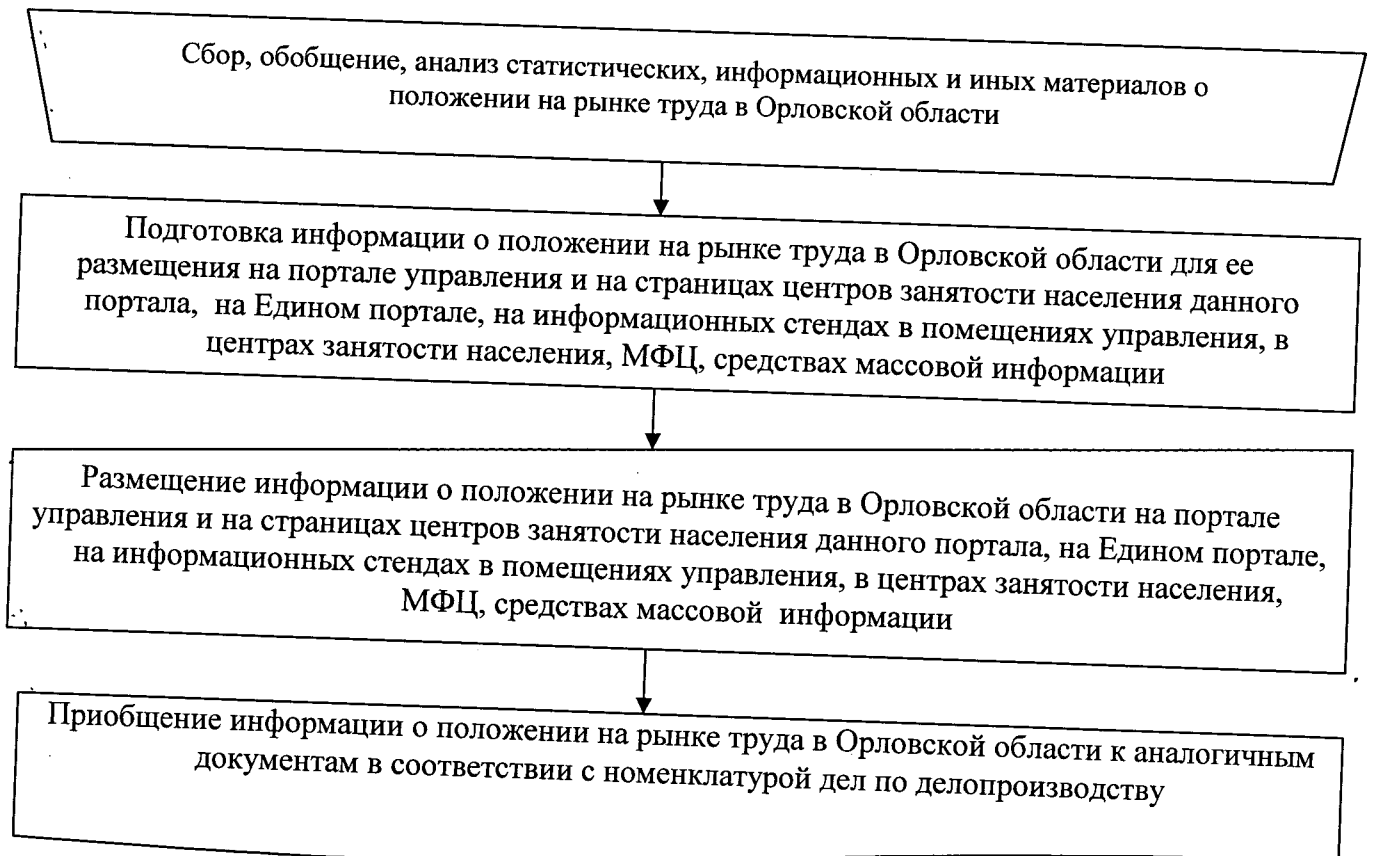 Сбор, обобщение, анализ статистических, информационных и иных материалов о
положении на рынке труда в Орловской области
Подготовка информации о положении на рынке труда в Орловской области для ее
размещения на портале управления и на страницах центров занятости населения данного
портала, на Едином портале, на информационных стендах в помещениях управления, в
центрах занятости населения, МФЦ, средствах массовой информации
Размещение информации о положении на рынке труда в Орловской области на портале
управления и на страницах центров занятости населения данного портала, на Едином портале,
на информационных стендах в помещениях управления, в центрах занятости населения,
МФЦ, средствах массовой информации
Приобщение информации о положении на рынке труда в Орловской области к аналогичным
документам в соответствии с номенклатурой дел по делопроизводству